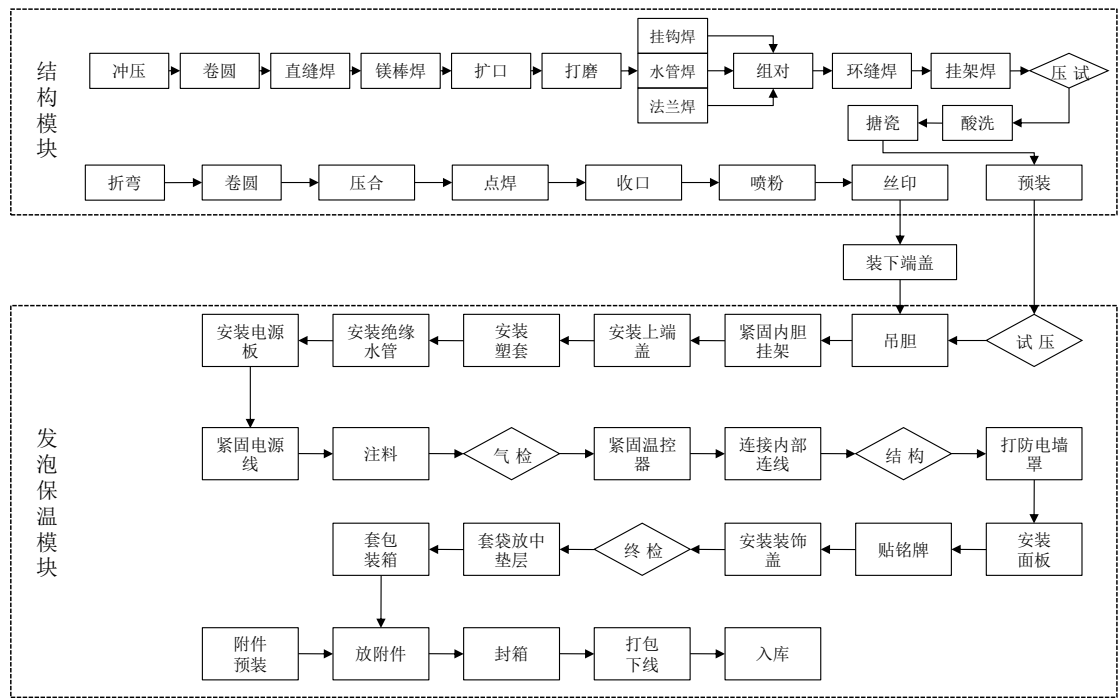 结构模块
冲压
卷圆
直缝焊
镁棒焊
扩口
打磨
挂钩焊
水管焊
法兰焊
组对
环缝焊
挂架焊
压试
酸洗
搪瓷
折弯
卷圆
压合
点焊
收口
喷粉
丝印
预装
装下端盖
发泡保温模块
试压
吊胆
紧固内胆
挂架
安装上端
盖
安装
塑套
安装绝缘
水管
安装电源
板
紧固电源
线
注料
气检
紧固温控
器
连接内部
连线
结构
打防电墙
罩
安装
面板
贴铭牌
安装装饰
盖
终检
套袋放中
垫层
套包
装箱
附件
预装
放附件
封箱
打包
下线
入库